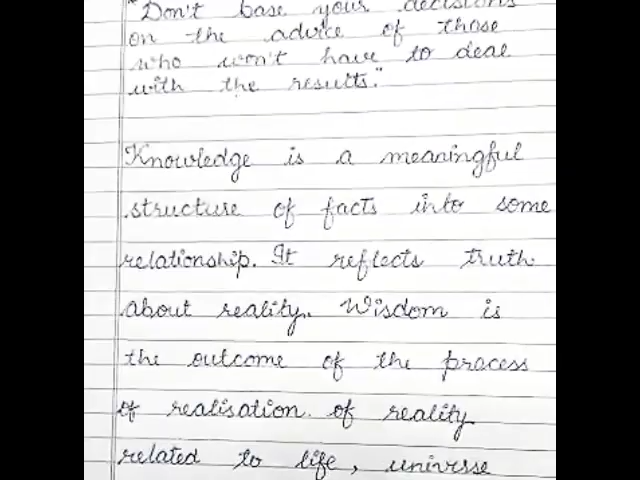 "Don't base your decisions
on the advice of those
who won't have to deal
with the results."
Knowledge is a meaningful
structure of facts into some
relationship. It reflects truth
about reality. Wisdom is
the outcome of the process
of realisation of reality
related to life, universe